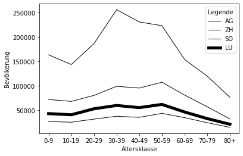 Legende
AG
ZH
SO
LU
250000
200000
150000
100000
50000
Bevölkerung
0-9 10-19 20-29 30-39 40-49 50-59 60-69 70-79 80+
Altersklasse